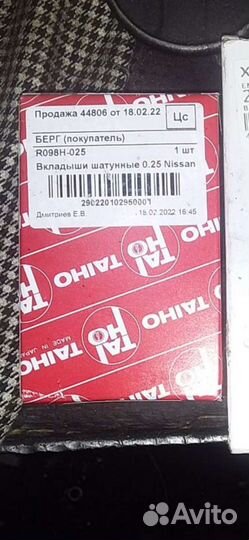 Продажа 44806 от 18.02.22
Цс
БЕРГ (покупатель)
R098H-025 1 шт
Вкладыши шатунные 0.25 Nissan
2902201029500
Дмитриев Е.В. 18.02.2022 16:45
TAIHO
MADE IN JAPAN
TAIHO
TAIHO
TAIHO
TAIHO
Avito